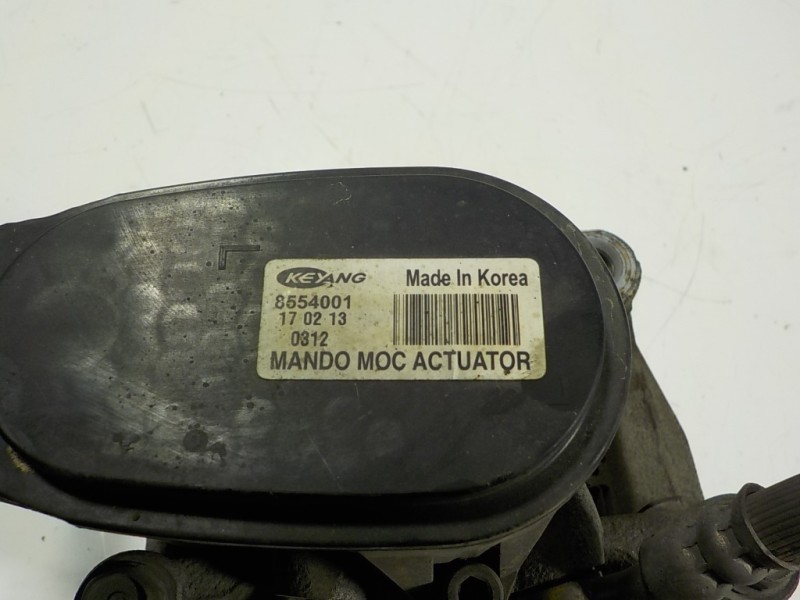 L
KEYANG Made In Korea
8554001
17 02 13
0312
MANDO MOC ACTUATOR